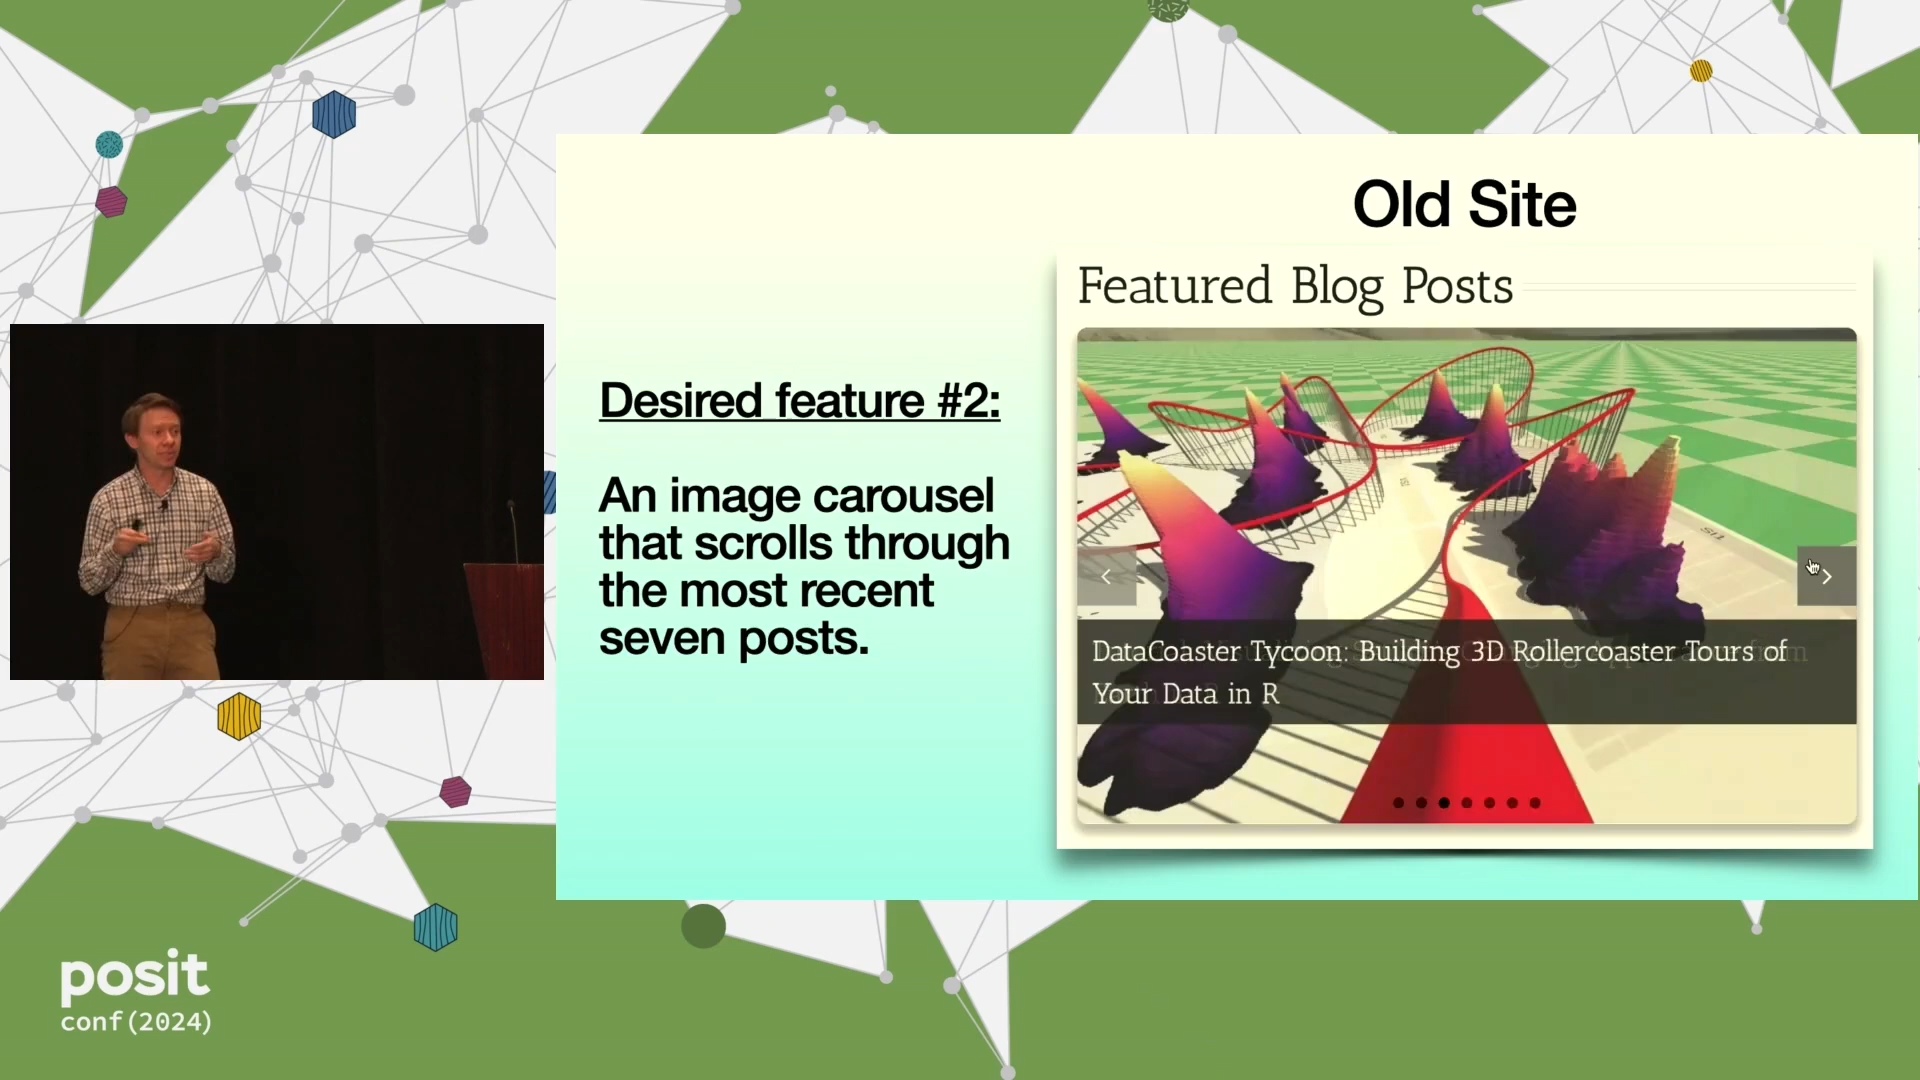 Old Site
Featured Blog Posts
Desired feature #2:
An image carousel
that scrolls through
the most recent
seven posts.
DataCoaster Tycoon: Building 3D Rollercoaster Tours of
Your Data in R
posit
conf(2024)